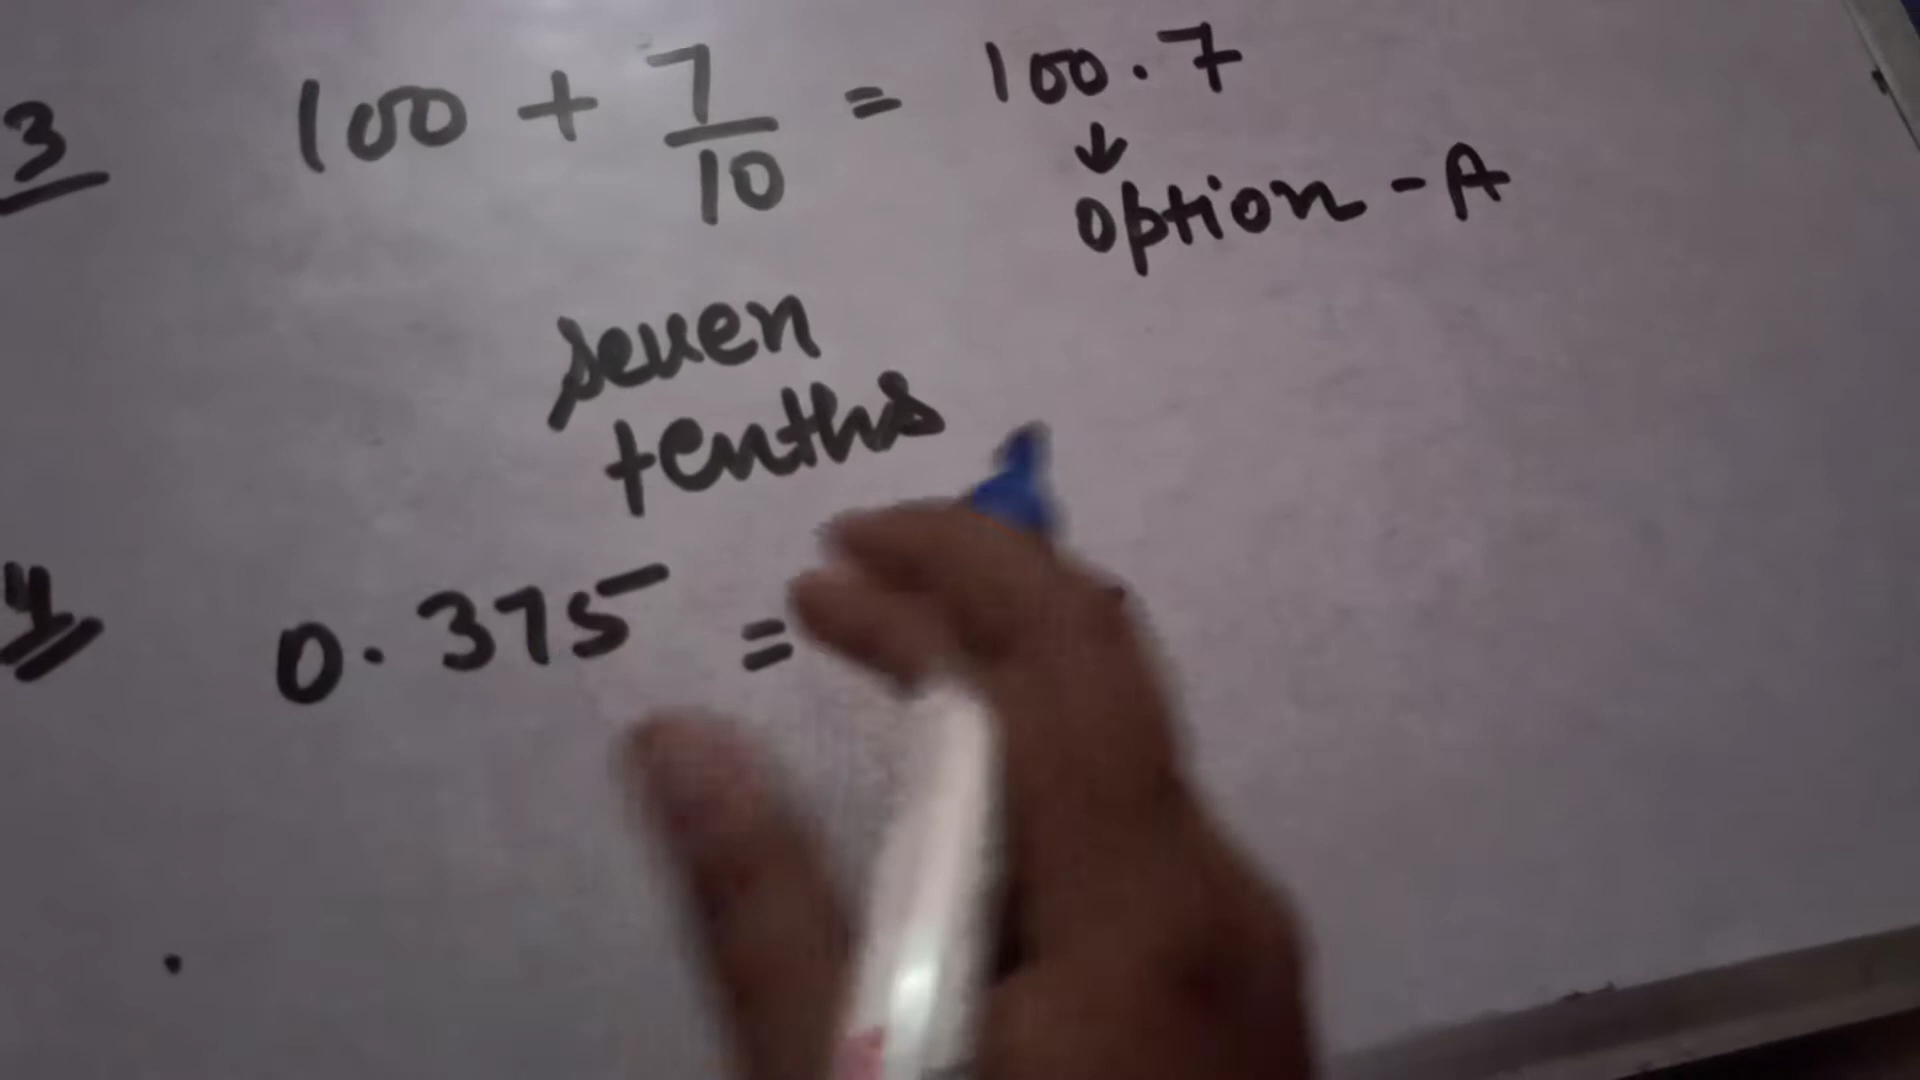 3 100 + 7/10 = 100.7
↓
option - A
seven
tenths
4 0.375 =